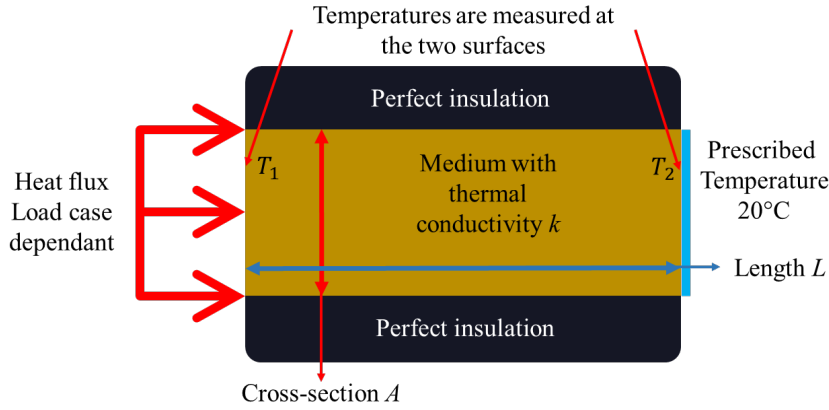 Temperatures are measured at
the two surfaces
Perfect insulation
T₁
Medium with
thermal
conductivity k
T₂
Prescribed
Temperature
20°C
Heat flux
Load case
dependant
Length L
Perfect insulation
Cross-section A